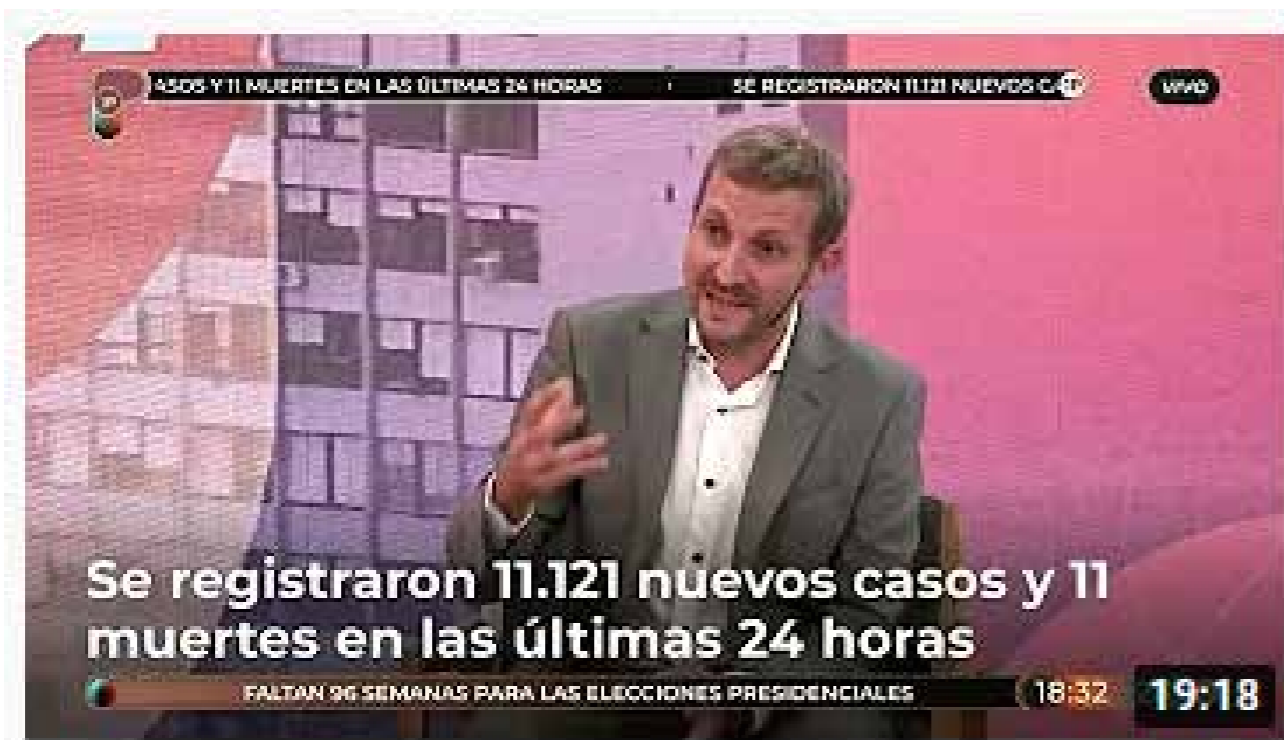 ASOS Y 11 MUERTES EN LAS ÚLTIMAS 24 HORAS · SE REGISTRARON 11.121 NUEVOS CA
VIVO
Se registraron 11.121 nuevos casos y 11
muertes en las últimas 24 horas
FALTAN 96 SEMANAS PARA LAS ELECCIONES PRESIDENCIALES
18:32
19:18